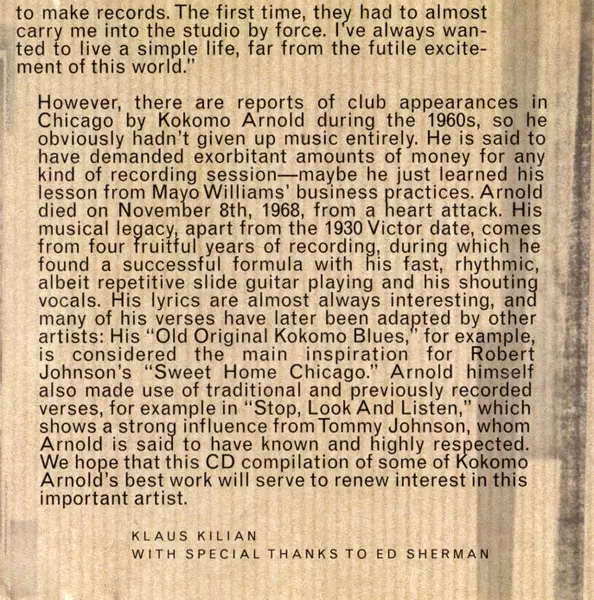 to make records. The first time, they had to almost
carry me into the studio by force. I've always wan-
ted to live a simple life, far from the futile excite-
ment of this world."
However, there are reports of club appearances in
Chicago by Kokomo Arnold during the 1960s, so he
obviously hadn't given up music entirely. He is said to
have demanded exorbitant amounts of money for any
kind of recording session—maybe he just learned his
lesson from Mayo Williams' business practices. Arnold
died on November 8th, 1968, from a heart attack. His
musical legacy, apart from the 1930 Victor date, comes
from four fruitful years of recording, during which he
found a successful formula with his fast, rhythmic,
albeit repetitive slide guitar playing and his shouting
vocals. His lyrics are almost always interesting, and
many of his verses have later been adapted by other
artists: His "Old Original Kokomo Blues," for example,
is considered the main inspiration for Robert
Johnson's "Sweet Home Chicago." Arnold himself
also made use of traditional and previously recorded
verses, for example in "Stop, Look And Listen," which
shows a strong influence from Tommy Johnson, whom
Arnold is said to have known and highly respected.
We hope that this CD compilation of some of Kokomo
Arnold's best work will serve to renew interest in this
important artist.
KLAUS KILIAN
WITH SPECIAL THANKS TO ED SHERMAN